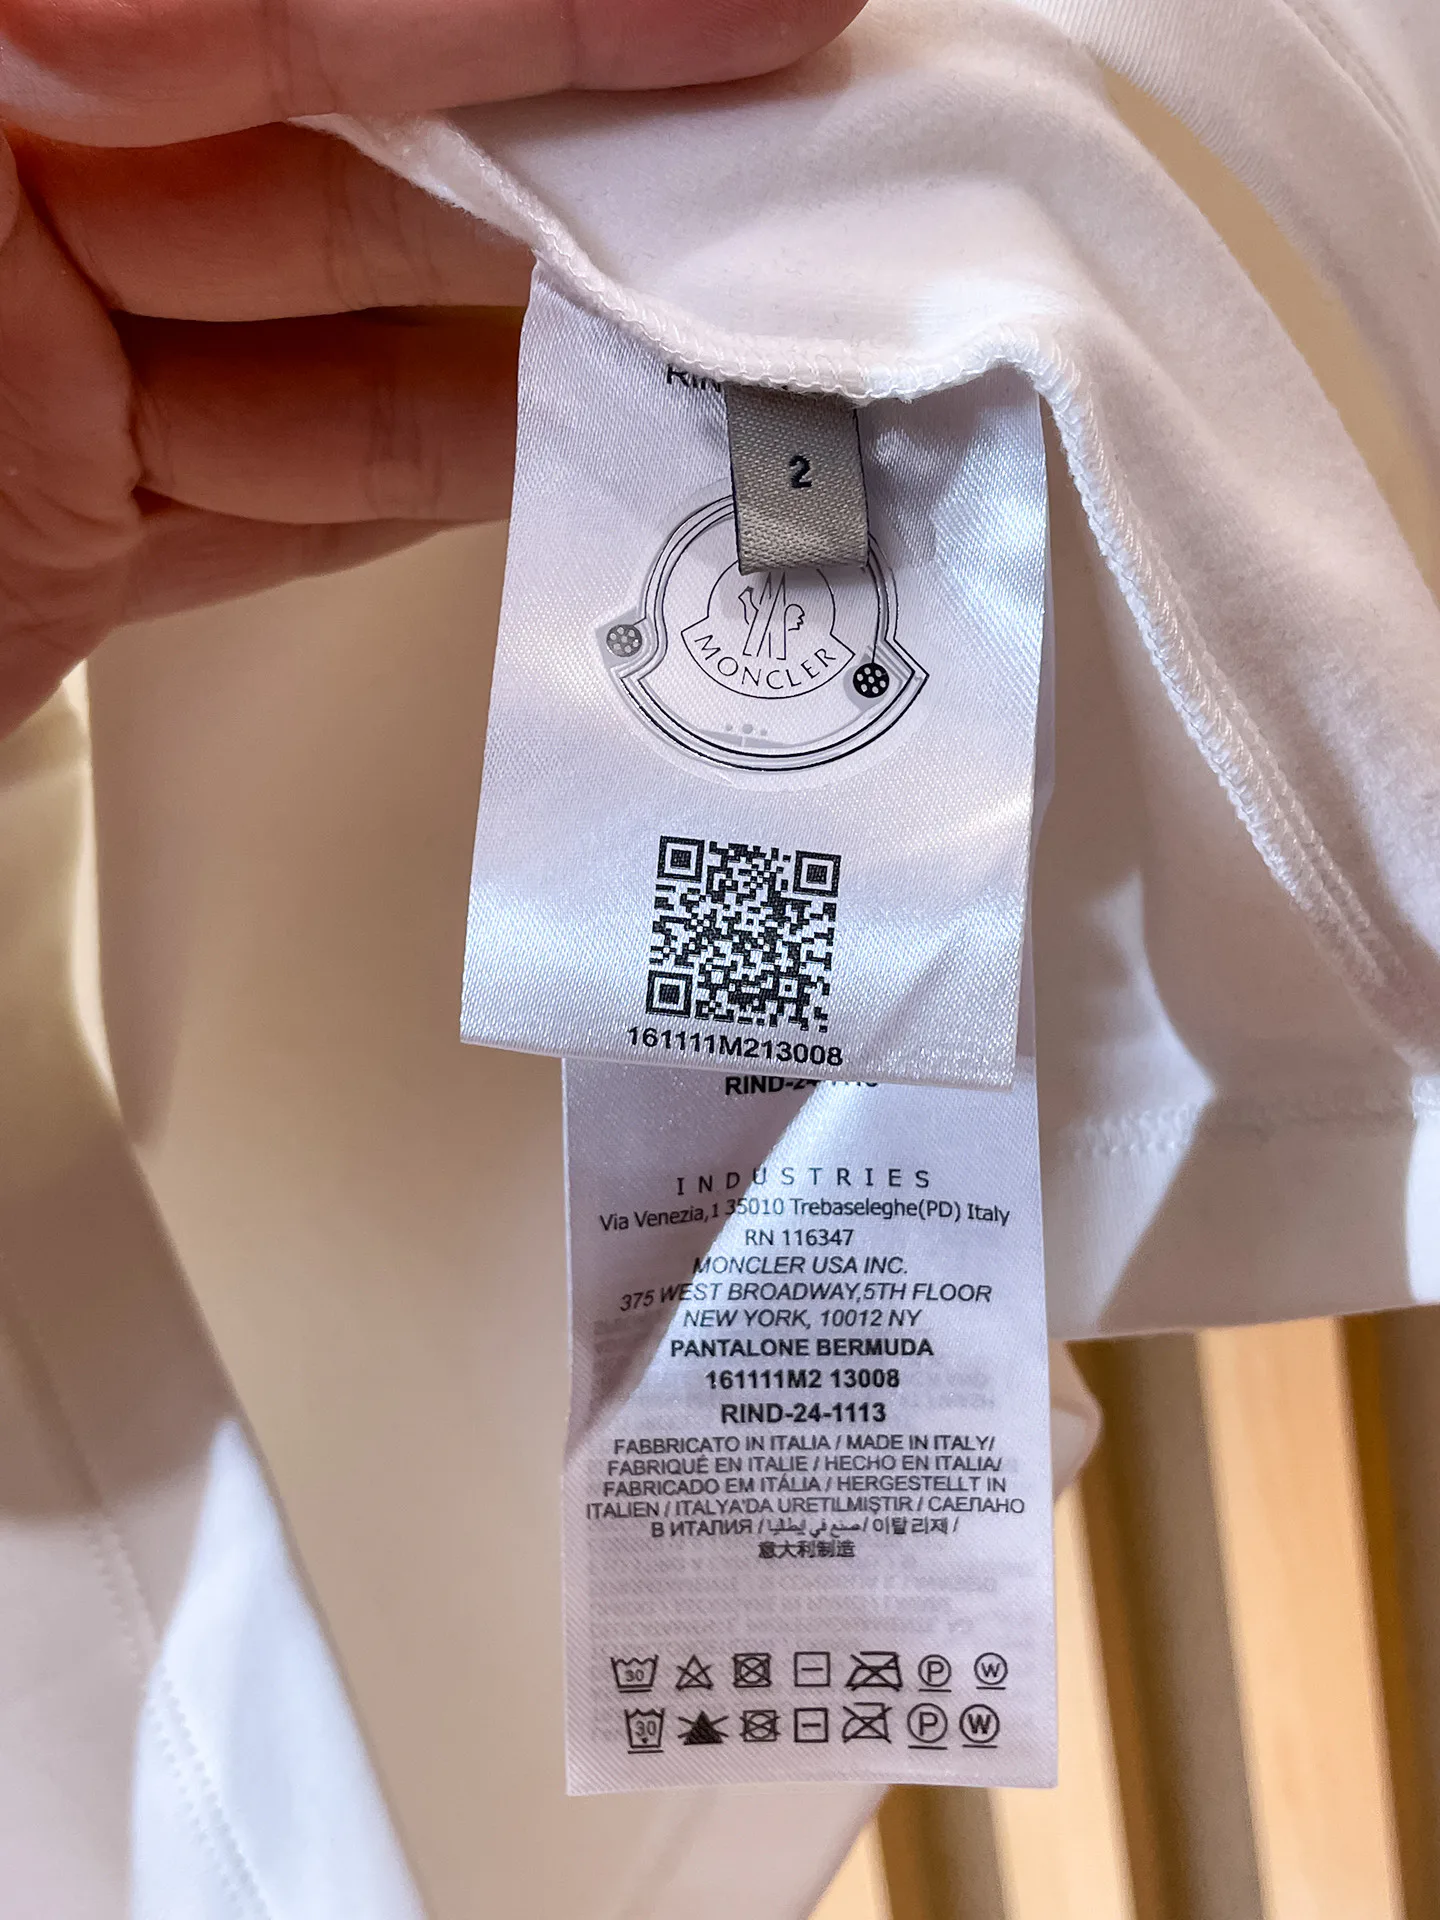 2
MONCLER
161111M213008
RIND-24-1113
INDUSTRIES
Via Venezia,1 35010 Trebaseleghe(PD) Italy
RN 116347
MONCLER USA INC.
375 WEST BROADWAY,5TH FLOOR
NEW YORK, 10012 NY
PANTALONE BERMUDA
161111M2 13008
RIND-24-1113
FABBRICATO IN ITALIA / MADE IN ITALY/
FABRIQUÉ EN ITALIE / HECHO EN ITALIA/
FABRICADO EM ITÁLIA / HERGESTELLT IN
ITALIEN / ITALYA'DA URETILMIŞTIR / СДЕЛАНО
В ИТАЛИЯ / صنع في إيطاليا / 이탈리제 /
意大利制造
30 P W
30 P W